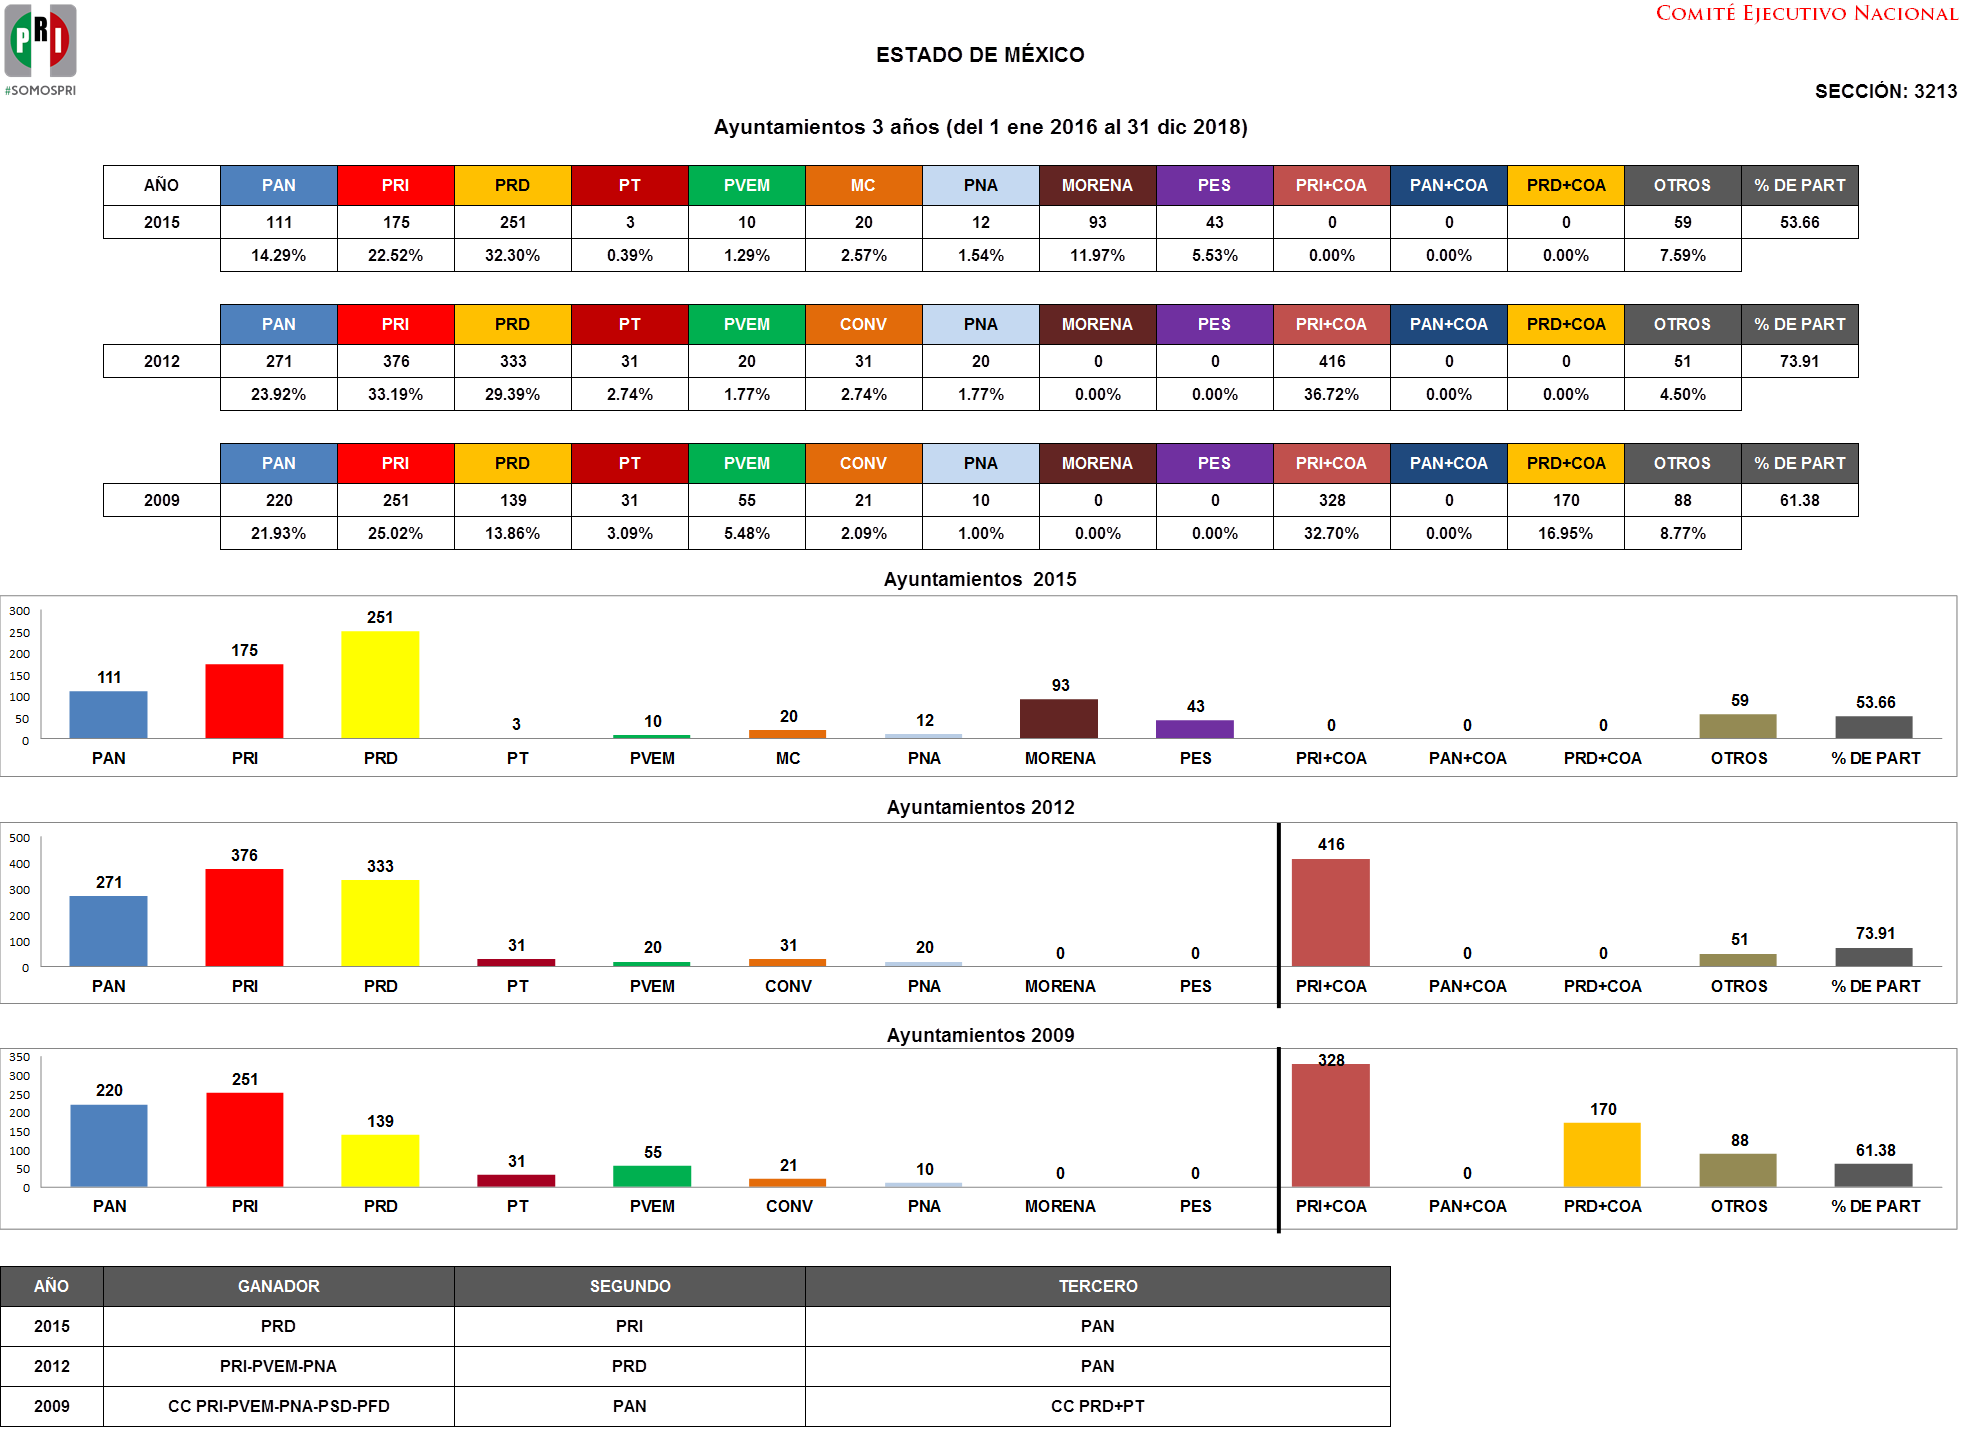 PRI
#SOMOSPRI
COMITÉ EJECUTIVO NACIONAL
ESTADO DE MÉXICO
SECCIÓN: 3213
Ayuntamientos 3 años (del 1 ene 2016 al 31 dic 2018)
AÑO PAN PRI PRD PT PVEM MC PNA MORENA PES PRI+COA PAN+COA PRD+COA OTROS % DE PART
2015 111 175 251 3 10 20 12 93 43 0 0 0 59 53.66
14.29% 22.52% 32.30% 0.39% 1.29% 2.57% 1.54% 11.97% 5.53% 0.00% 0.00% 0.00% 7.59%
PAN PRI PRD PT PVEM CONV PNA MORENA PES PRI+COA PAN+COA PRD+COA OTROS % DE PART
2012 271 376 333 31 20 31 20 0 0 416 0 0 51 73.91
23.92% 33.19% 29.39% 2.74% 1.77% 2.74% 1.77% 0.00% 0.00% 36.72% 0.00% 0.00% 4.50%
PAN PRI PRD PT PVEM CONV PNA MORENA PES PRI+COA PAN+COA PRD+COA OTROS % DE PART
2009 220 251 139 31 55 21 10 0 0 328 0 170 88 61.38
21.93% 25.02% 13.86% 3.09% 5.48% 2.09% 1.00% 0.00% 0.00% 32.70% 0.00% 16.95% 8.77%
Ayuntamientos 2015
300
250
200
150
100
50
0
111 175 251 3 10 20 12 93 43 0 0 0 59 53.66
PAN PRI PRD PT PVEM MC PNA MORENA PES PRI+COA PAN+COA PRD+COA OTROS % DE PART
Ayuntamientos 2012
500
400
300
200
100
0
271 376 333 31 20 31 20 0 0 416 0 0 51 73.91
PAN PRI PRD PT PVEM CONV PNA MORENA PES PRI+COA PAN+COA PRD+COA OTROS % DE PART
Ayuntamientos 2009
350
300
250
200
150
100
50
0
220 251 139 31 55 21 10 0 0 328 0 170 88 61.38
PAN PRI PRD PT PVEM CONV PNA MORENA PES PRI+COA PAN+COA PRD+COA OTROS % DE PART
AÑO GANADOR SEGUNDO TERCERO
2015 PRD PRI PAN
2012 PRI-PVEM-PNA PRD PAN
2009 CC PRI-PVEM-PNA-PSD-PFD PAN CC PRD+PT